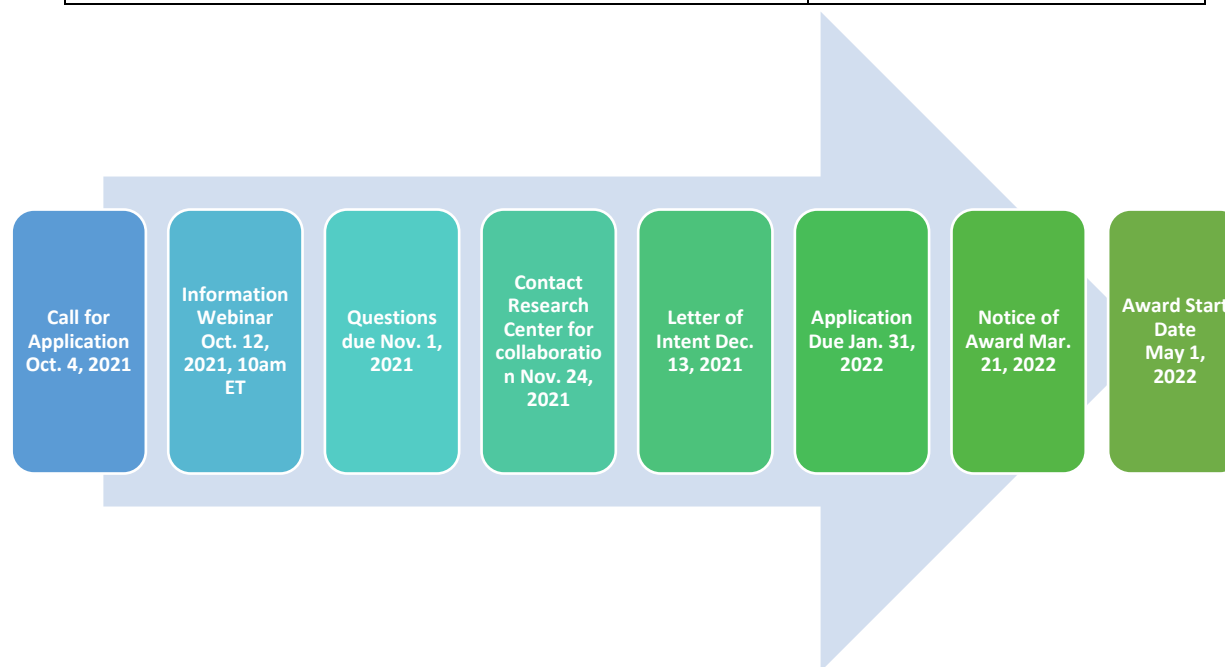 Call for
Application
Oct. 4, 2021
Information
Webinar
Oct. 12,
2021, 10am
ET
Questions
due Nov. 1,
2021
Contact
Research
Center for
collaboratio
n Nov. 24,
2021
Letter of
Intent Dec.
13, 2021
Application
Due Jan. 31,
2022
Notice of
Award Mar.
21, 2022
Award Start
Date
May 1,
2022